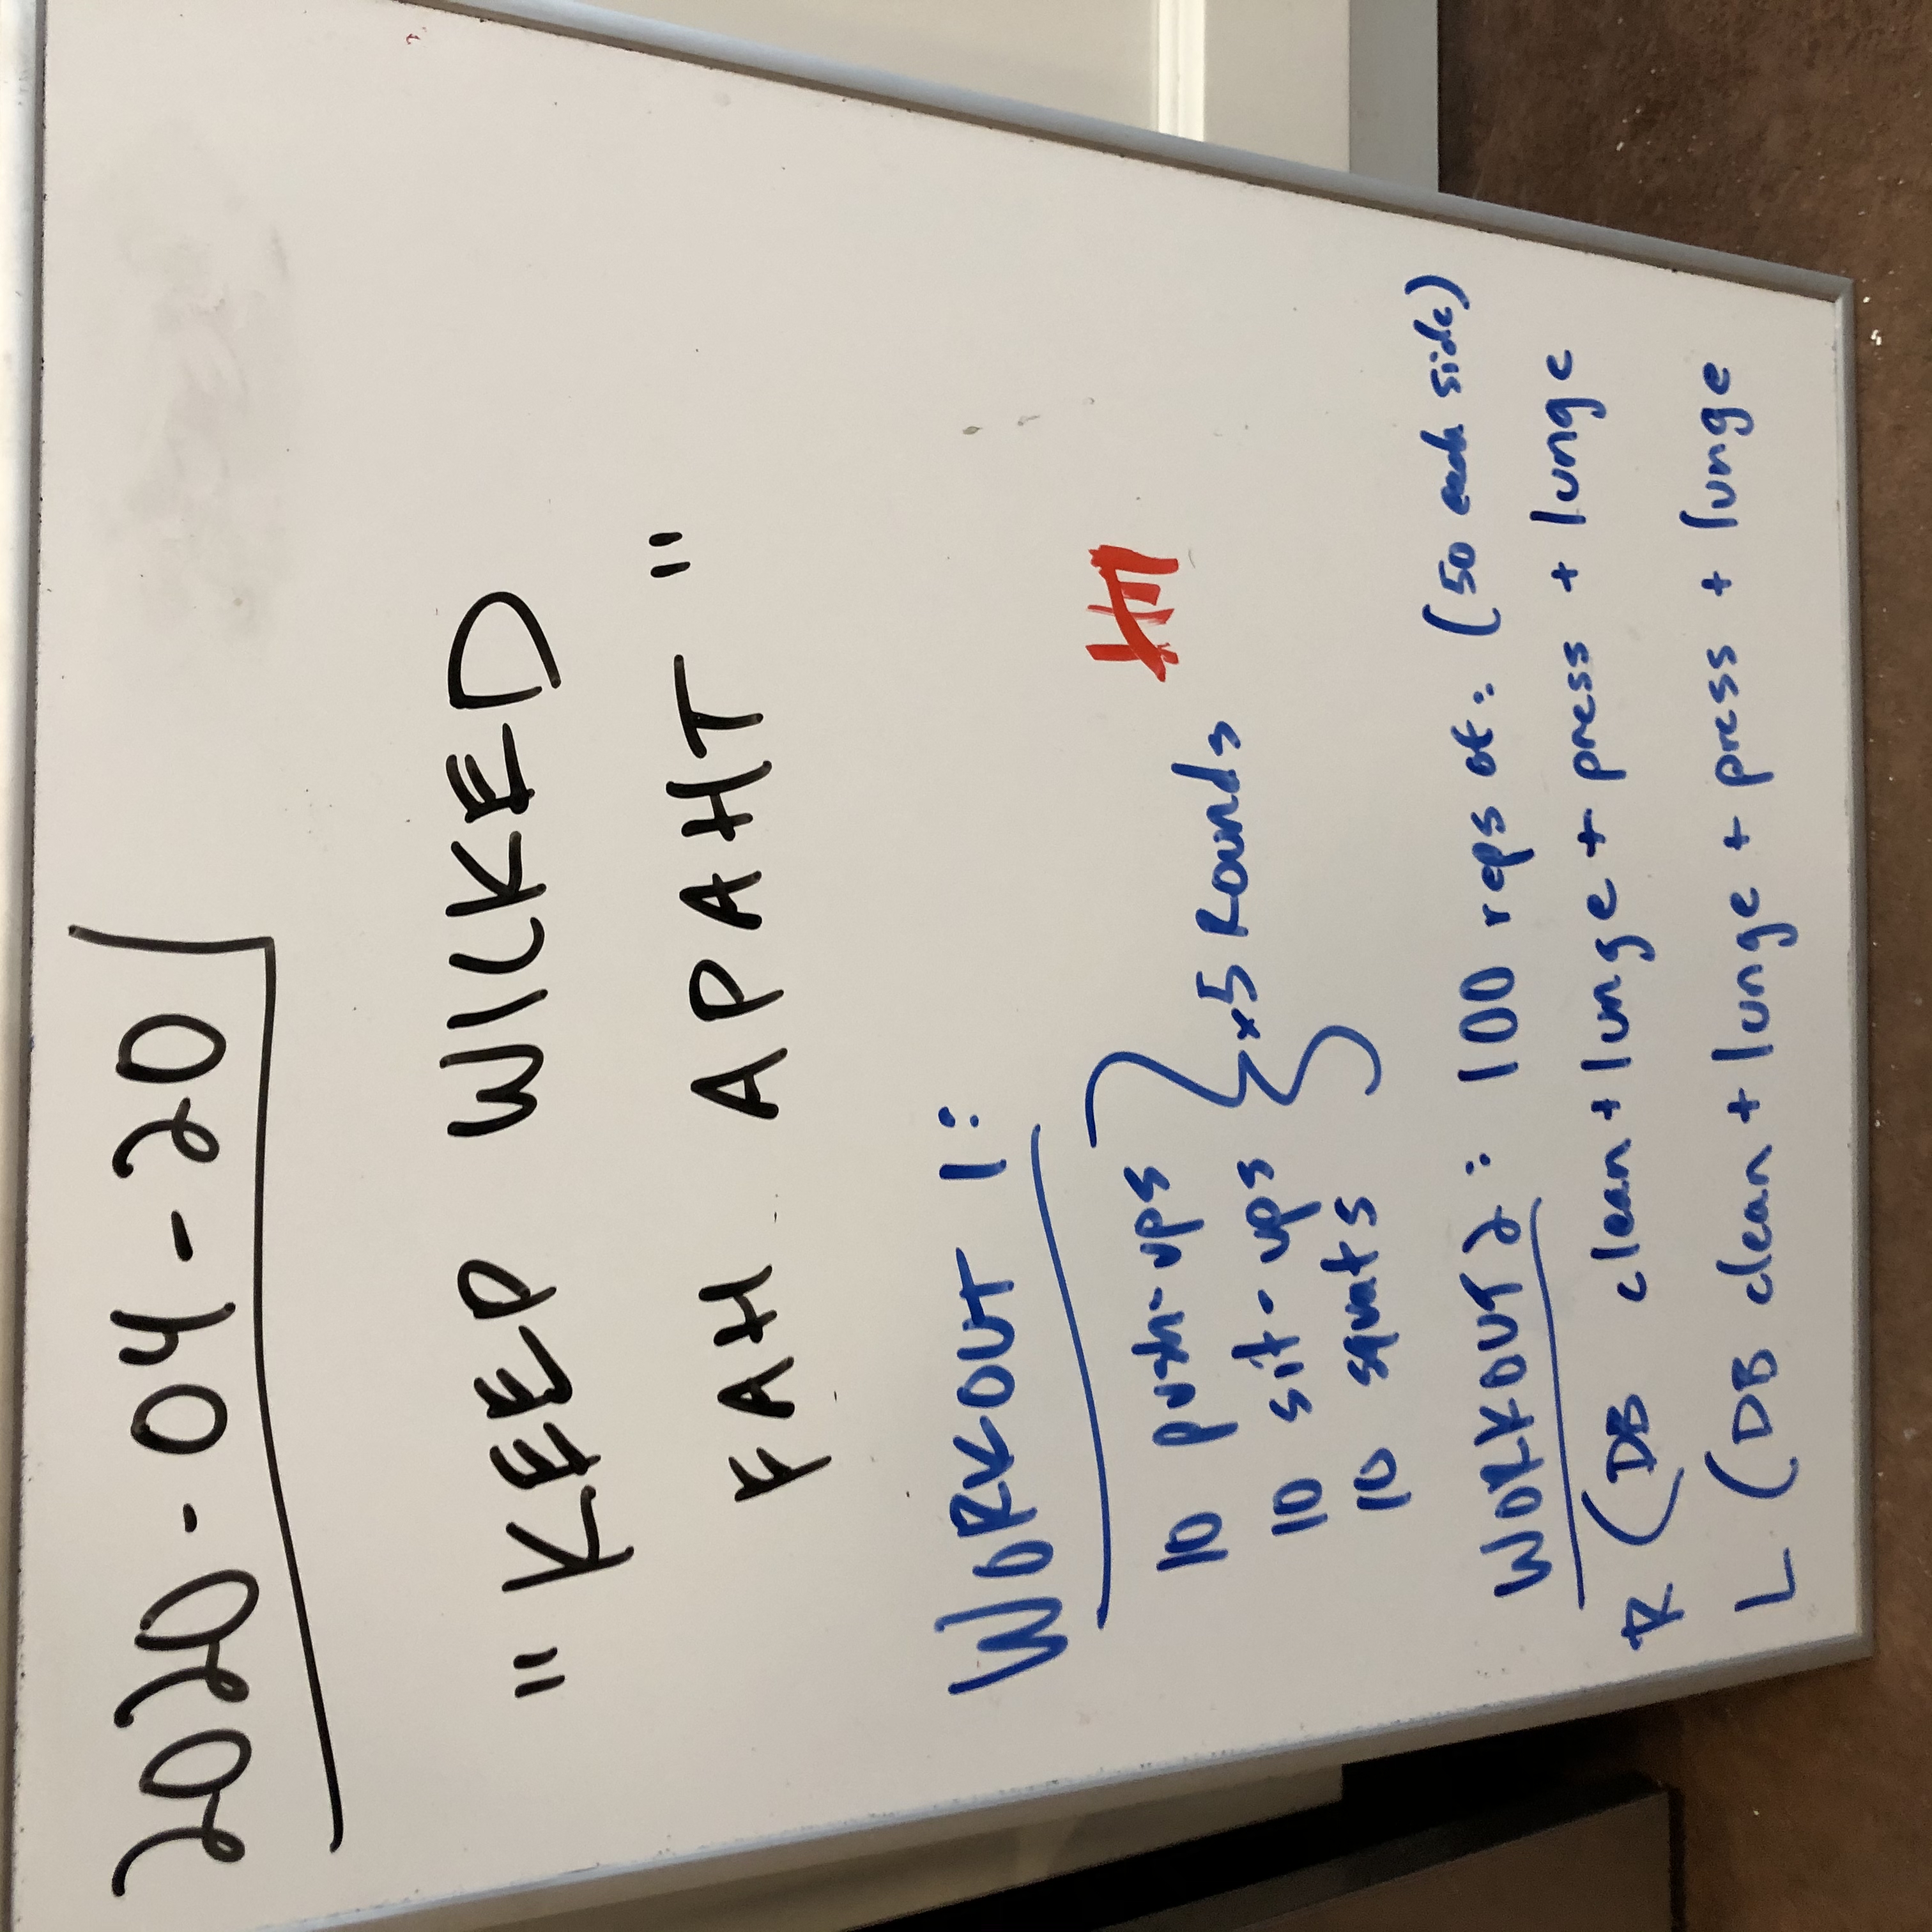 2020-04-20
"KEEP WICKED
FAH APAHT"
WORKOUT 1:
10 push-ups
10 sit-ups
10 squats
x5 Rounds
WORKOUT 2: 100 reps of: (50 each side)
R (DB clean + lunge + press + lunge
L (DB clean + lunge + press + lunge